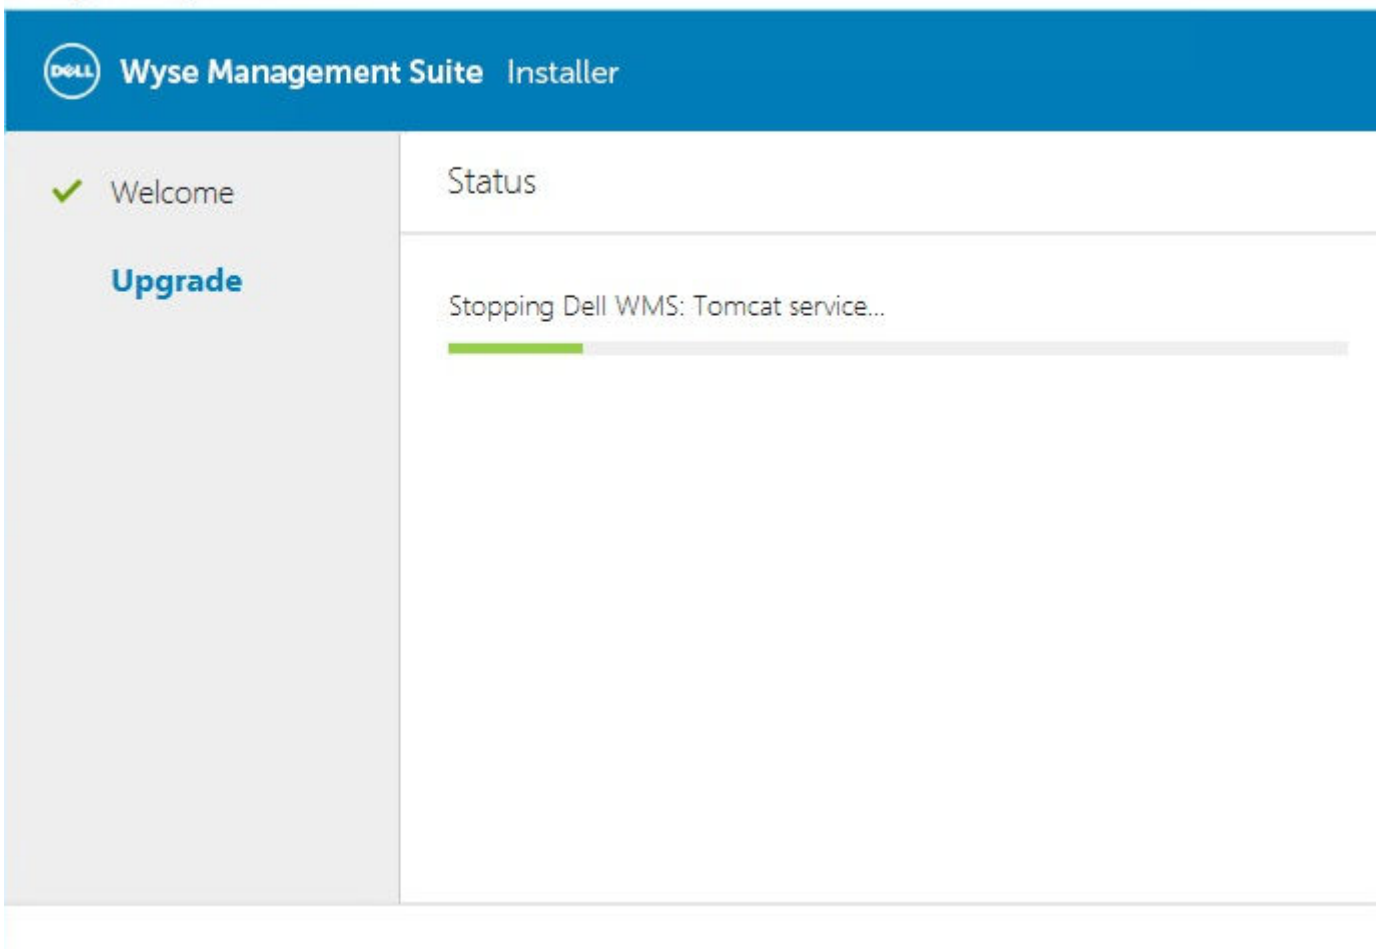 DELL Wyse Management Suite Installer
Welcome
Status
Upgrade
Stopping Dell WMS: Tomcat service...